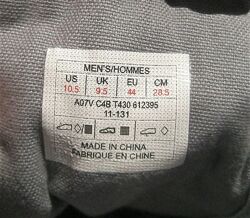 MEN'S/HOMMES
US UK EU CM
10.5 9.5 44 28.5
A07V C4B T430 612395
11-131
MADE IN CHINA
FABRIQUE EN CHINE